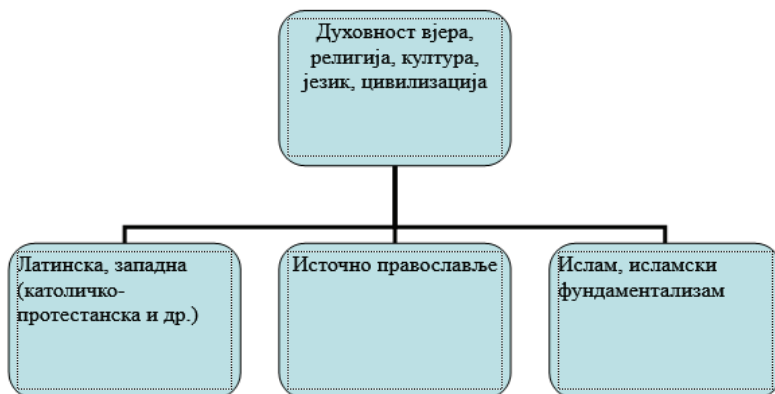 Духовност вјера,
религија, култура,
језик, цивилизација
Латинска, западна
(католичко-
протестанска и др.)
Источно православље
Ислам, исламски
фундаментализам